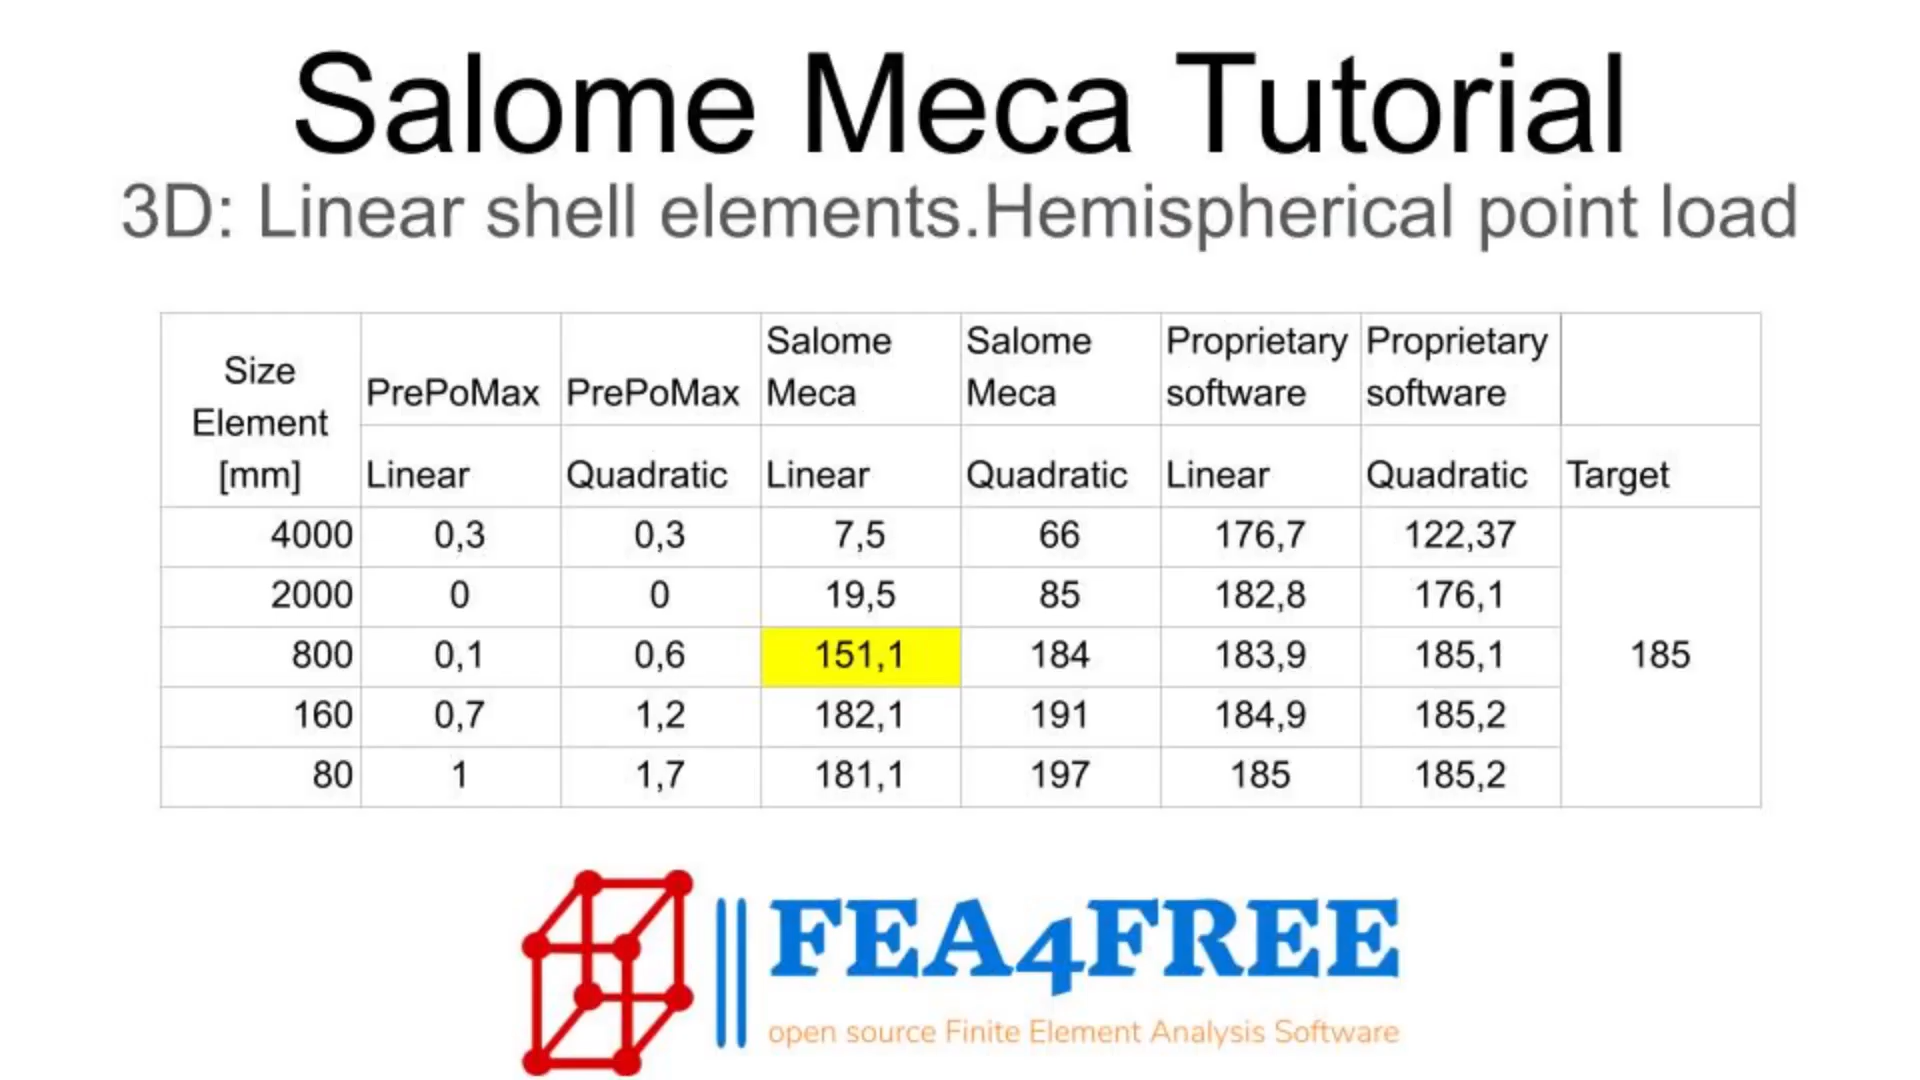 Salome Meca Tutorial
3D: Linear shell elements.Hemispherical point load
Size Element [mm] PrePoMax PrePoMax Salome Meca Salome Meca Proprietary software Proprietary software
Linear Quadratic Linear Quadratic Linear Quadratic Target
4000 0,3 0,3 7,5 66 176,7 122,37
2000 0 0 19,5 85 182,8 176,1
800 0,1 0,6 151,1 184 183,9 185,1 185
160 0,7 1,2 182,1 191 184,9 185,2
80 1 1,7 181,1 197 185 185,2
FEA4FREE
open source Finite Element Analysis Software